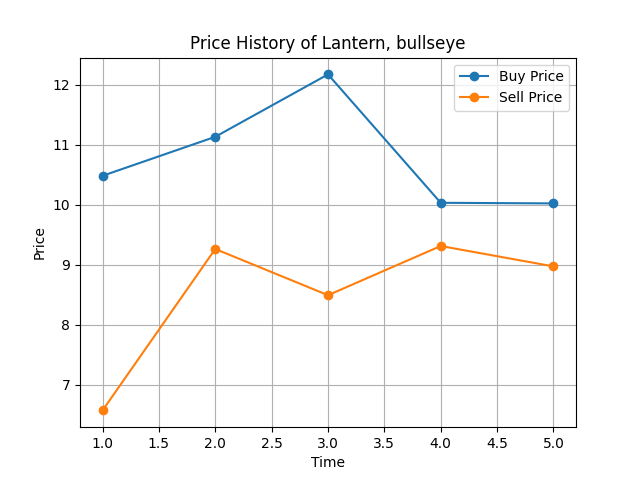 Price History of Lantern, bullseye
Buy Price
Sell Price
12
11
10
9
8
7
Price
1.0 1.5 2.0 2.5 3.0 3.5 4.0 4.5 5.0
Time